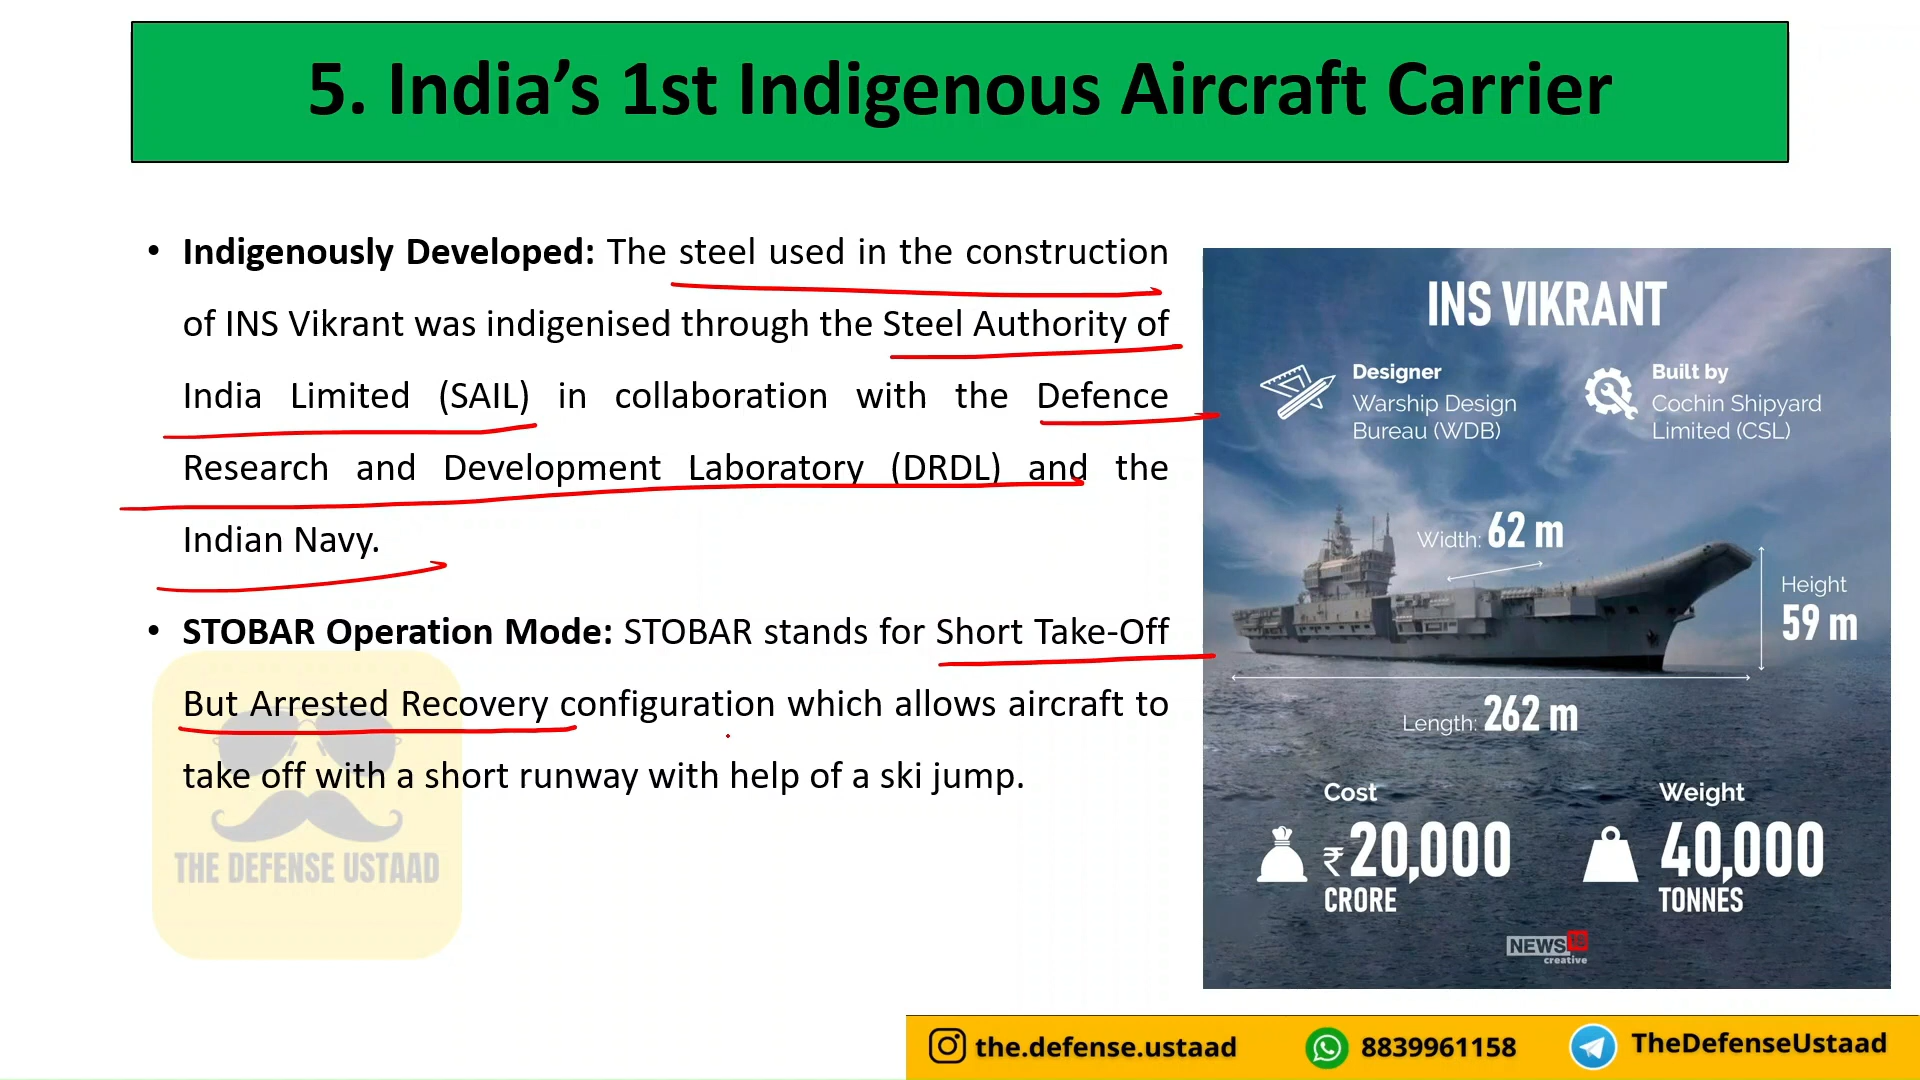 5. India’s 1st Indigenous Aircraft Carrier
• Indigenously Developed: The steel used in the construction
of INS Vikrant was indigenised through the Steel Authority of
India Limited (SAIL) in collaboration with the Defence
Research and Development Laboratory (DRDL) and the
Indian Navy.
• STOBAR Operation Mode: STOBAR stands for Short Take-Off
But Arrested Recovery configuration which allows aircraft to
take off with a short runway with help of a ski jump.
THE DEFENSE USTAAD
INS VIKRANT
Designer
Warship Design
Bureau (WDB)
Built by
Cochin Shipyard
Limited (CSL)
Width: 62 m
Height
59 m
Length: 262 m
Cost
₹20,000
CRORE
Weight
40,000
TONNES
NEWS18
creative
the.defense.ustaad
8839961158
TheDefenseUstaad